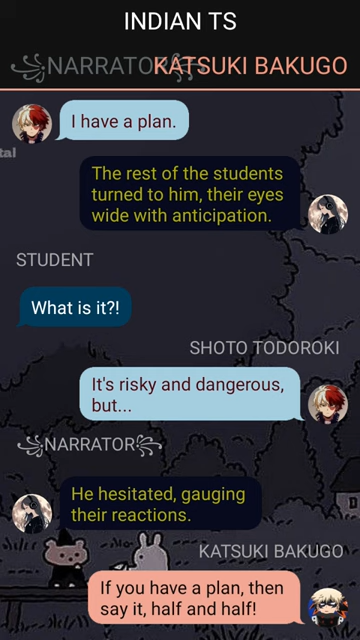 INDIAN TS
꧁NARRATOR꧂
KATSUKI BAKUGO
I have a plan.
tal
The rest of the students
turned to him, their eyes
wide with anticipation.
STUDENT
What is it?!
SHOTO TODOROKI
It's risky and dangerous,
but...
꧁NARRATOR꧂
He hesitated, gauging
their reactions.
KATSUKI BAKUGO
If you have a plan, then
say it, half and half!